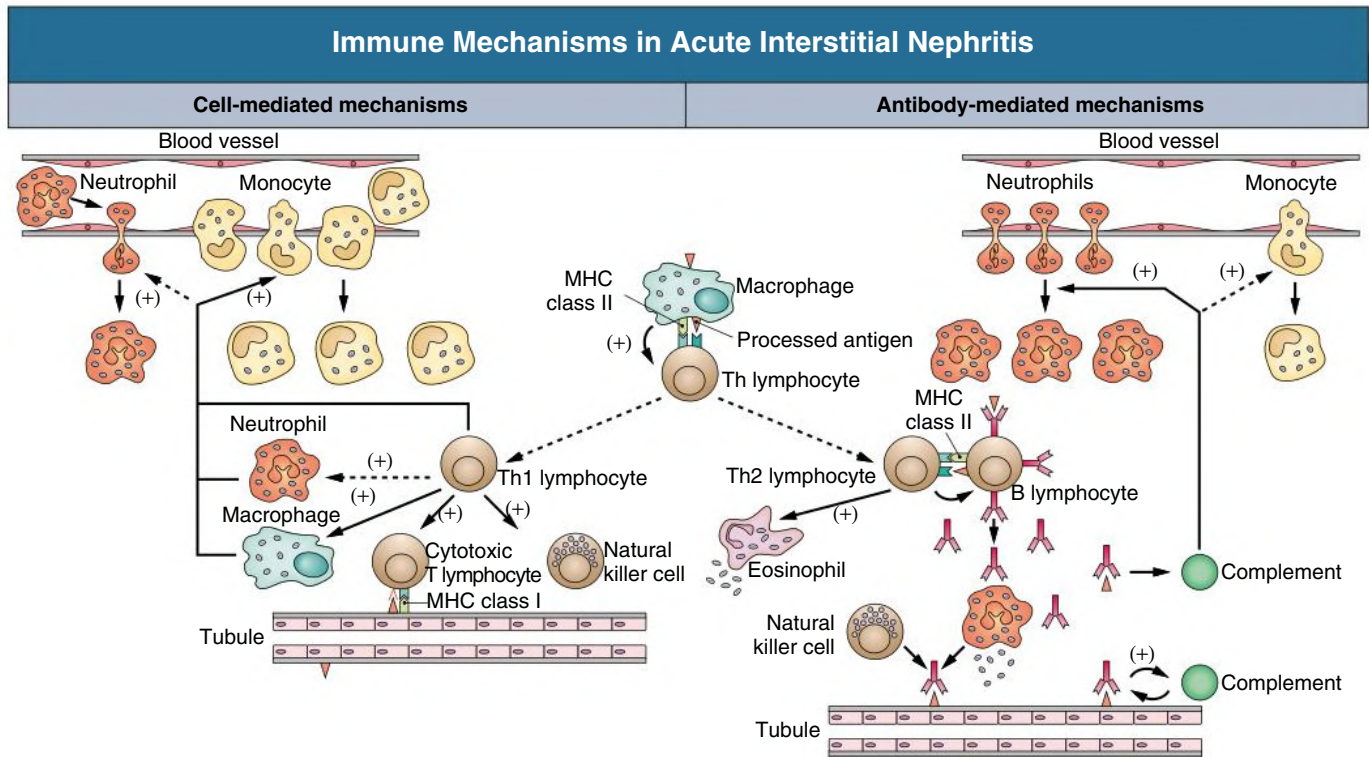 Immune Mechanisms in Acute Interstitial Nephritis
Cell-mediated mechanisms
Antibody-mediated mechanisms
Blood vessel
Neutrophil
Monocyte
(+)
(+)
Neutrophil
(+)
(+)
Th1 lymphocyte
(+)
(+)
Macrophage
Cytotoxic
T lymphocyte
MHC class I
Natural
killer cell
Tubule
MHC
class II
Macrophage
(+)
Processed antigen
Th lymphocyte
Blood vessel
Neutrophils
Monocyte
(+)
(+)
MHC
class II
Th2 lymphocyte
B lymphocyte
(+)
Eosinophil
Complement
Natural
killer cell
(+)
Complement
Tubule